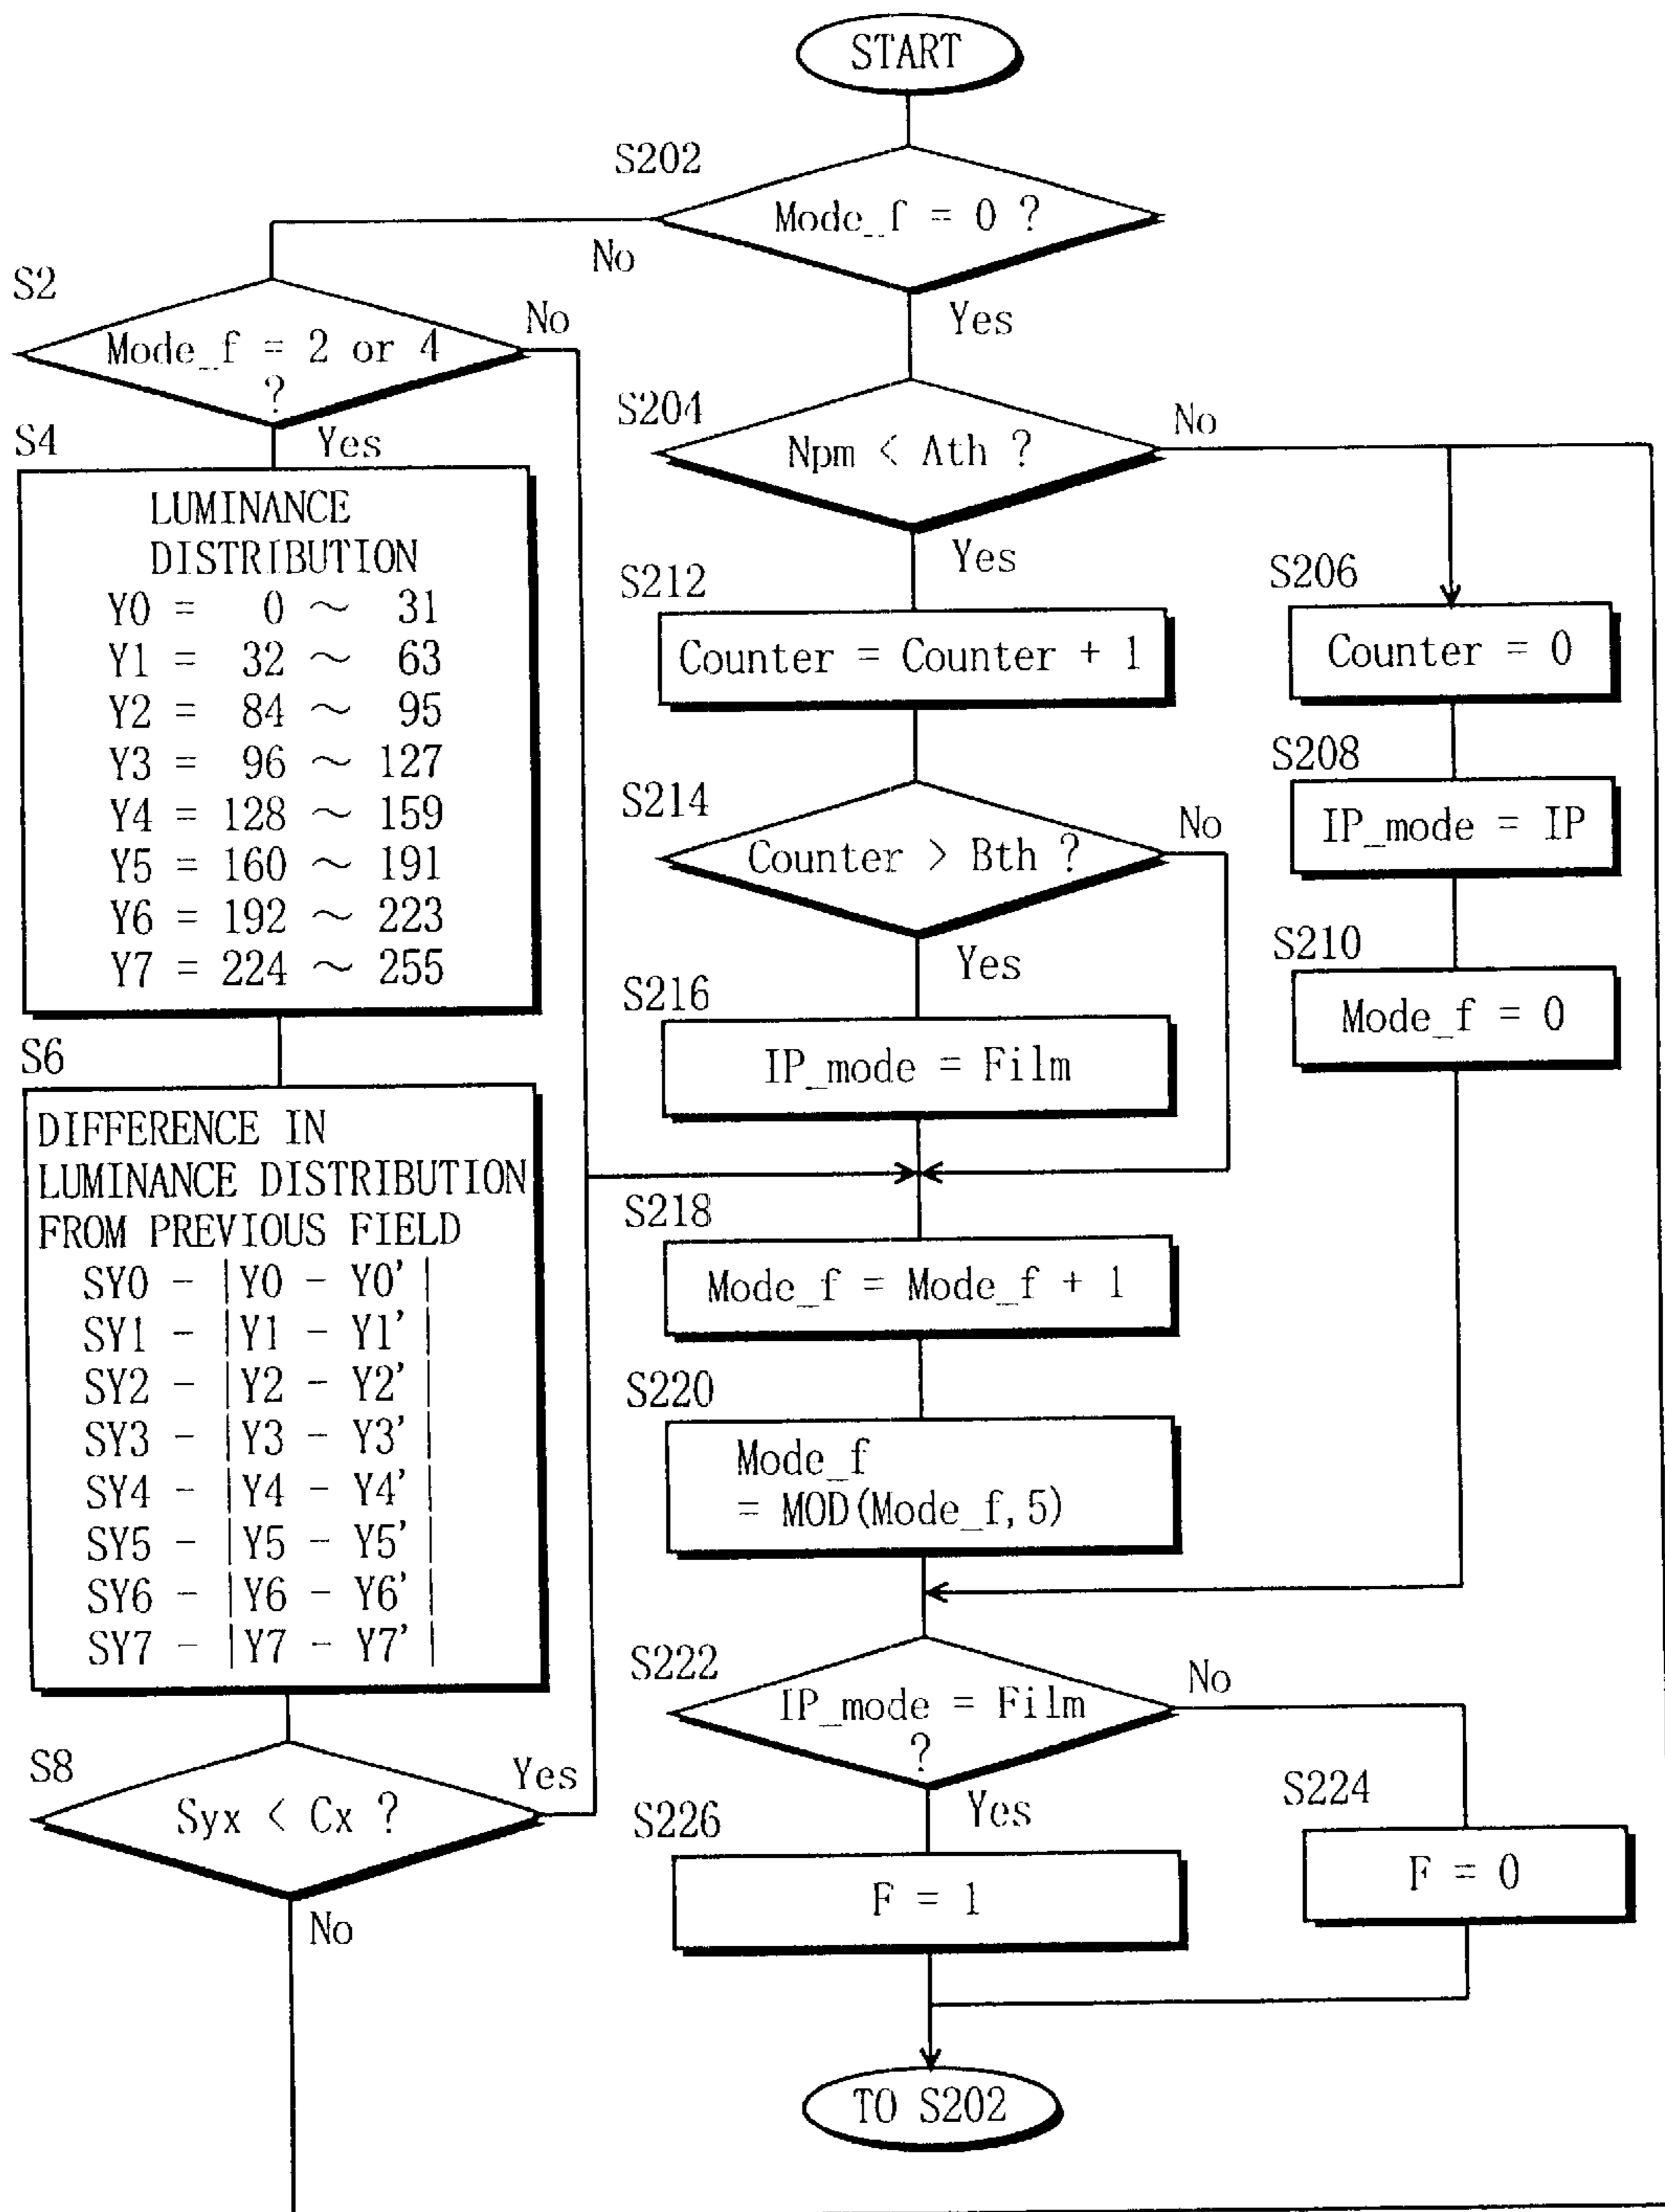 START
S202
Mode_f = 0 ?
No
Yes
S2
Mode_f = 2 or 4
?
No
Yes
S4
LUMINANCE
DISTRIBUTION
Y0 = 0 ~ 31
Y1 = 32 ~ 63
Y2 = 84 ~ 95
Y3 = 96 ~ 127
Y4 = 128 ~ 159
Y5 = 160 ~ 191
Y6 = 192 ~ 223
Y7 = 224 ~ 255
S6
DIFFERENCE IN
LUMINANCE DISTRIBUTION
FROM PREVIOUS FIELD
SY0 - |Y0 - Y0'|
SY1 - |Y1 - Y1'|
SY2 - |Y2 - Y2'|
SY3 - |Y3 - Y3'|
SY4 - |Y4 - Y4'|
SY5 - |Y5 - Y5'|
SY6 - |Y6 - Y6'|
SY7 - |Y7 - Y7'|
S8
Syx < Cx ?
Yes
No
S204
Npm < Ath ?
No
Yes
S212
Counter = Counter + 1
S214
Counter > Bth ?
No
Yes
S216
IP_mode = Film
S218
Mode_f = Mode_f + 1
S220
Mode_f
= MOD(Mode_f, 5)
S206
Counter = 0
S208
IP_mode = IP
S210
Mode_f = 0
S222
IP_mode = Film
?
No
Yes
S226
F = 1
S224
F = 0
TO S202